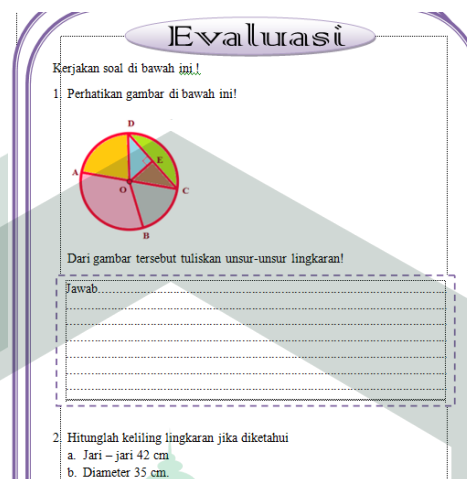 Evaluasi
Kerjakan soal di bawah ini !
1. Perhatikan gambar di bawah ini!
D
E
A
O
C
B
Dari gambar tersebut tuliskan unsur-unsur lingkaran!
Jawab.......................................................................................
2. Hitunglah keliling lingkaran jika diketahui
a. Jari – jari 42 cm
b. Diameter 35 cm.